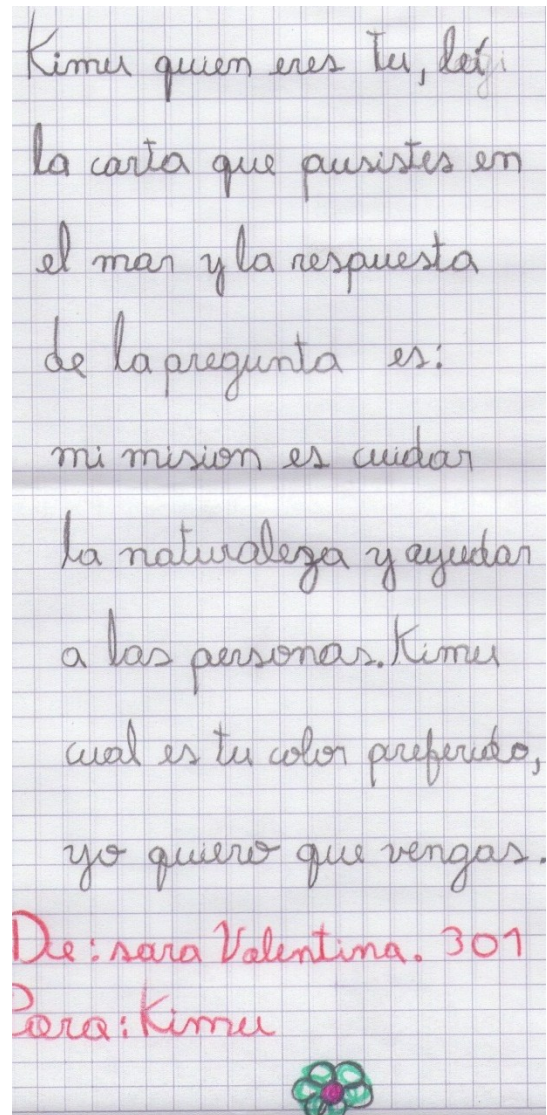 Kimu quien eres tu, leí
la carta que pusistes en
el mar y la respuesta
de la pregunta es:
mi mision es cuidar
la naturaleza y ayudar
a las personas. Kimu
cual es tu color preferido,
yo quiero que vengas.
De: sara Valentina. 301
Para: Kimu